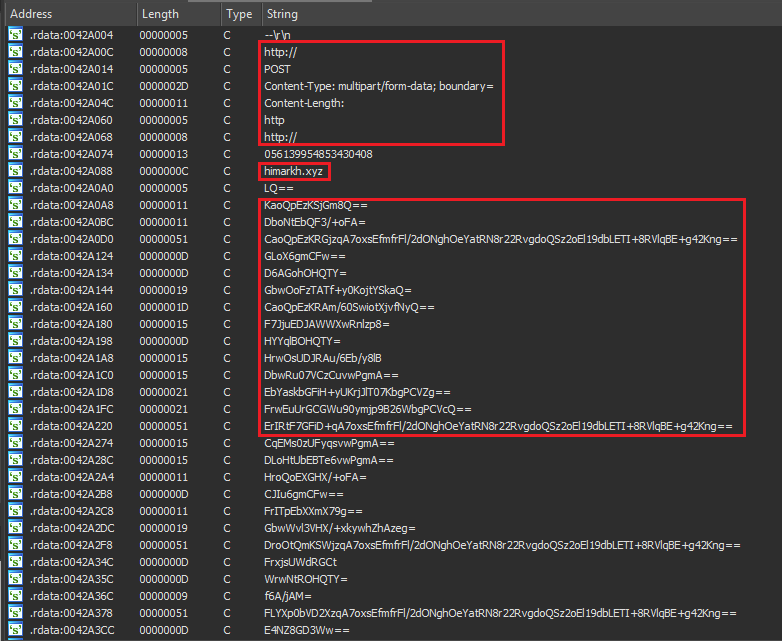 Address Length Type String
.rdata:0042A004 00000005 C --\r\n
.rdata:0042A00C 00000008 C http://
.rdata:0042A014 00000005 C POST
.rdata:0042A01C 0000002D C Content-Type: multipart/form-data; boundary=
.rdata:0042A04C 00000011 C Content-Length:
.rdata:0042A060 00000005 C http
.rdata:0042A068 00000008 C http://
.rdata:0042A074 00000013 C 056139954853430408
.rdata:0042A088 0000000C C himarkh.xyz
.rdata:0042A0A0 00000005 C LQ==
.rdata:0042A0A8 00000011 C KaoQpEzKSjGm8Q==
.rdata:0042A0BC 00000011 C DboNtEbQF3/+oFA=
.rdata:0042A0D0 00000051 C CaoQpEzKRGjzqA7oxsEfmfrFl/2dONghOeYatRN8r22RvgdoQSz2oEl19dbLETI+8RVlqBE+g42Kng==
.rdata:0042A124 0000000D C GLoX6gmCFw==
.rdata:0042A134 0000000D C D6AGohOHQTY=
.rdata:0042A144 00000019 C GbwOoFzTATf+y0KojtYSkaQ=
.rdata:0042A160 0000001D C CaoQpEzKRAm/60SwiotXjvfNyQ==
.rdata:0042A180 00000015 C F7JjuEDJAWWXwRnlzp8=
.rdata:0042A198 0000000D C HYYqlBOHQTY=
.rdata:0042A1A8 00000015 C HrwOsUDJRAu/6Eb/y8lB
.rdata:0042A1C0 00000015 C DbwRu07VCzCuvwPgmA==
.rdata:0042A1D8 00000021 C EbYaskbGFiH+yUKrjJlT07KbgPCVZg==
.rdata:0042A1FC 00000021 C FrwEuUrGCGWu90ymjp9B26WbgPCVcQ==
.rdata:0042A220 00000051 C ErIRtF7GFiD+qA7oxsEfmfrFl/2dONghOeYatRN8r22RvgdoQSz2oEl19dbLETI+8RVlqBE+g42Kng==
.rdata:0042A274 00000015 C CqEMs0zUFyqsvwPgmA==
.rdata:0042A28C 00000015 C DLoHtUbEBTe6vwPgmA==
.rdata:0042A2A4 00000011 C HroQoEXGHX/+oFA=
.rdata:0042A2B8 0000000D C CJIu6gmCFw==
.rdata:0042A2C8 00000011 C FrITpEbXXmX79g==
.rdata:0042A2DC 00000019 C GbwWvl3VHX/+xkywhZhAzeg=
.rdata:0042A2F8 00000051 C DroOtQmKSWjzqA7oxsEfmfrFl/2dONghOeYatRN8r22RvgdoQSz2oEl19dbLETI+8RVlqBE+g42Kng==
.rdata:0042A34C 0000000D C FrxjsUWdRGCt
.rdata:0042A35C 0000000D C WrwNtROHQTY=
.rdata:0042A36C 00000009 C f6A/jAM=
.rdata:0042A378 00000051 C FLYXp0bVD2XzqA7oxsEfmfrFl/2dONghOeYatRN8r22RvgdoQSz2oEl19dbLETI+8RVlqBE+g42Kng==
.rdata:0042A3CC 0000000D C E4NZ8GD3Ww==